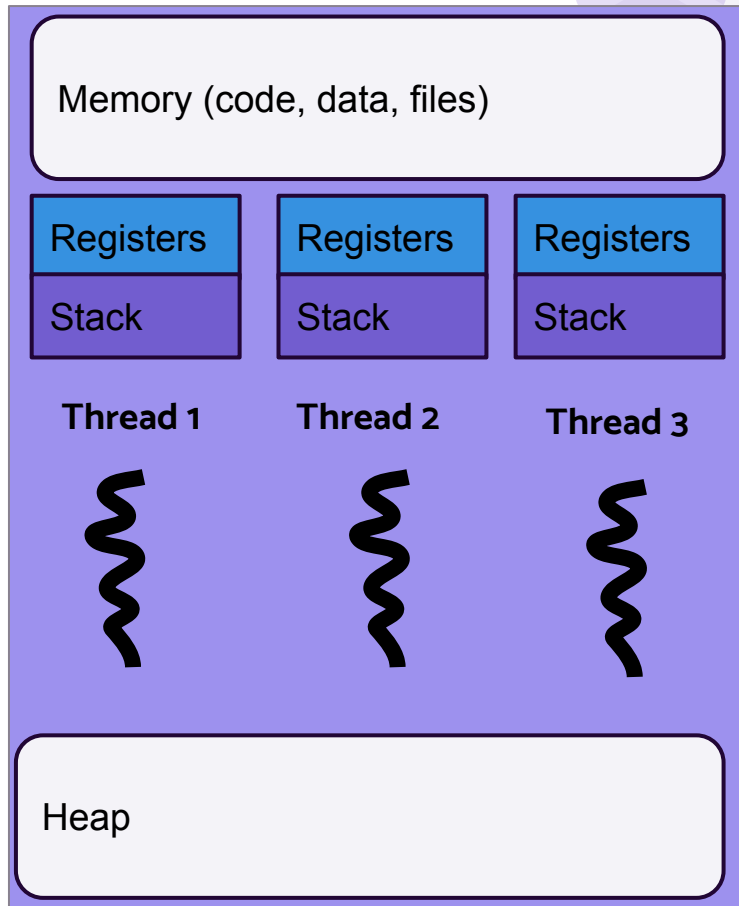 Memory (code, data, files)
Registers Registers Registers
Stack Stack Stack
Thread 1 Thread 2 Thread 3
Heap